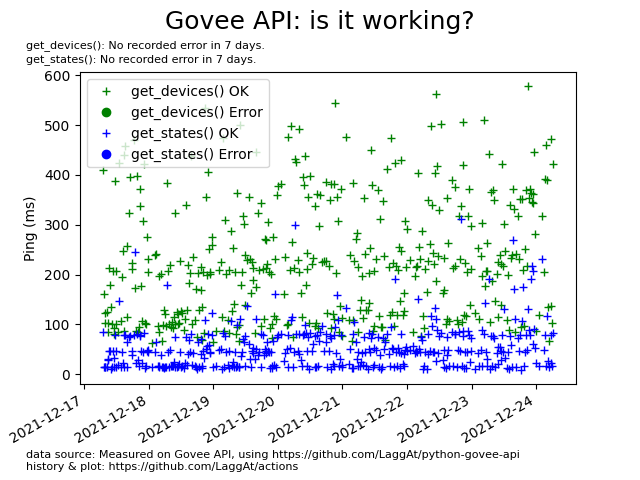 Govee API: is it working?
get_devices(): No recorded error in 7 days.
get_states(): No recorded error in 7 days.
600
500
400
300
200
100
0
Ping (ms)
get_devices() OK
get_devices() Error
get_states() OK
get_states() Error
2021-12-17
2021-12-18
2021-12-19
2021-12-20
2021-12-21
2021-12-22
2021-12-23
2021-12-24
data source: Measured on Govee API, using https://github.com/LaggAt/python-govee-api
history & plot: https://github.com/LaggAt/actions